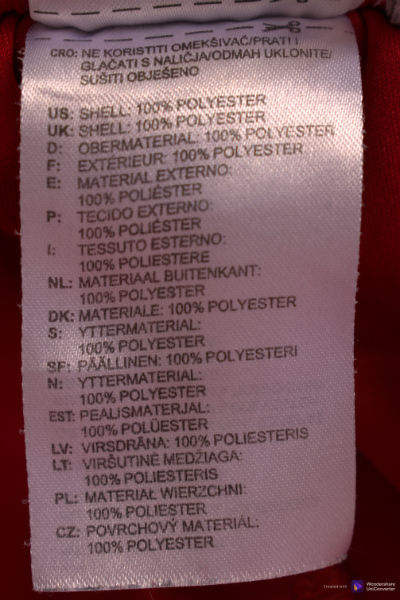 CRO: NE KORISTITI OMEKŠIVAČ/PRATI I
GLAČATI S NALIČJA/ODMAH UKLONITE/
SUŠITI OBJEŠENO
US: SHELL: 100% POLYESTER
UK: SHELL: 100% POLYESTER
D: OBERMATERIAL: 100% POLYESTER
F: EXTÉRIEUR: 100% POLYESTER
E: MATERIAL EXTERNO:
100% POLIÉSTER
P: TECIDO EXTERNO:
100% POLIÉSTER
I: TESSUTO ESTERNO:
100% POLIESTERE
NL: MATERIAAL BUITENKANT:
100% POLYESTER
DK: MATERIALE: 100% POLYESTER
S: YTTERMATERIAL:
100% POLYESTER
SF: PÄÄLLINEN: 100% POLYESTERI
N: YTTERMATERIAL:
100% POLYESTER
EST: PEALISMATERJAL:
100% POLÜESTER
LV: VIRSDRĀNA: 100% POLIESTERIS
LT: VIRŠUTINĖ MEDŽIAGA:
100% POLIESTERIS
PL: MATERIAŁ WIERZCHNI:
100% POLIESTER
CZ: POVRCHOVÝ MATERIÁL:
100% POLYESTER
Created with
Wondershare
UniConverter